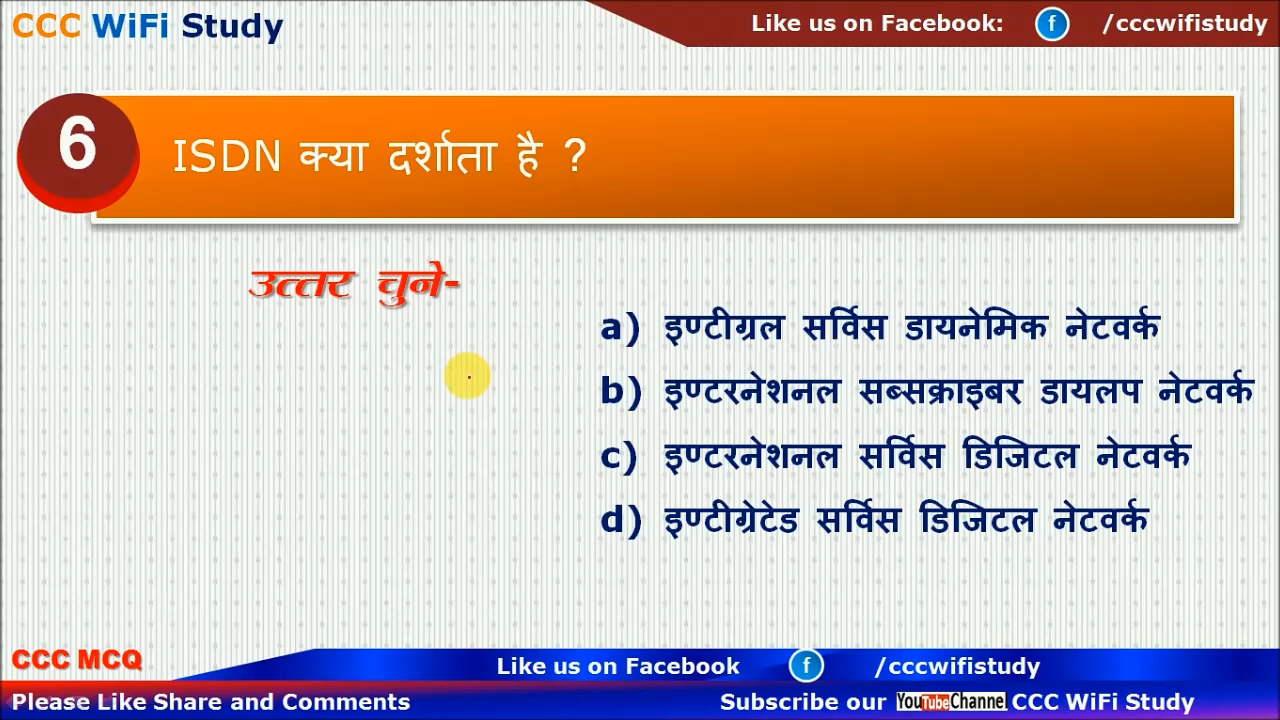 CCC WiFi Study
Like us on Facebook: f /cccwifistudy
6
ISDN क्या दर्शाता है ?
उत्तर चुने-
a) इण्टीग्रल सर्विस डायनेमिक नेटवर्क
b) इण्टरनेशनल सब्सक्राइबर डायलप नेटवर्क
c) इण्टरनेशनल सर्विस डिजिटल नेटवर्क
d) इण्टीग्रेटेड सर्विस डिजिटल नेटवर्क
CCC MCQ
Like us on Facebook f /cccwifistudy
Please Like Share and Comments
Subscribe our YouTube Channel CCC WiFi Study